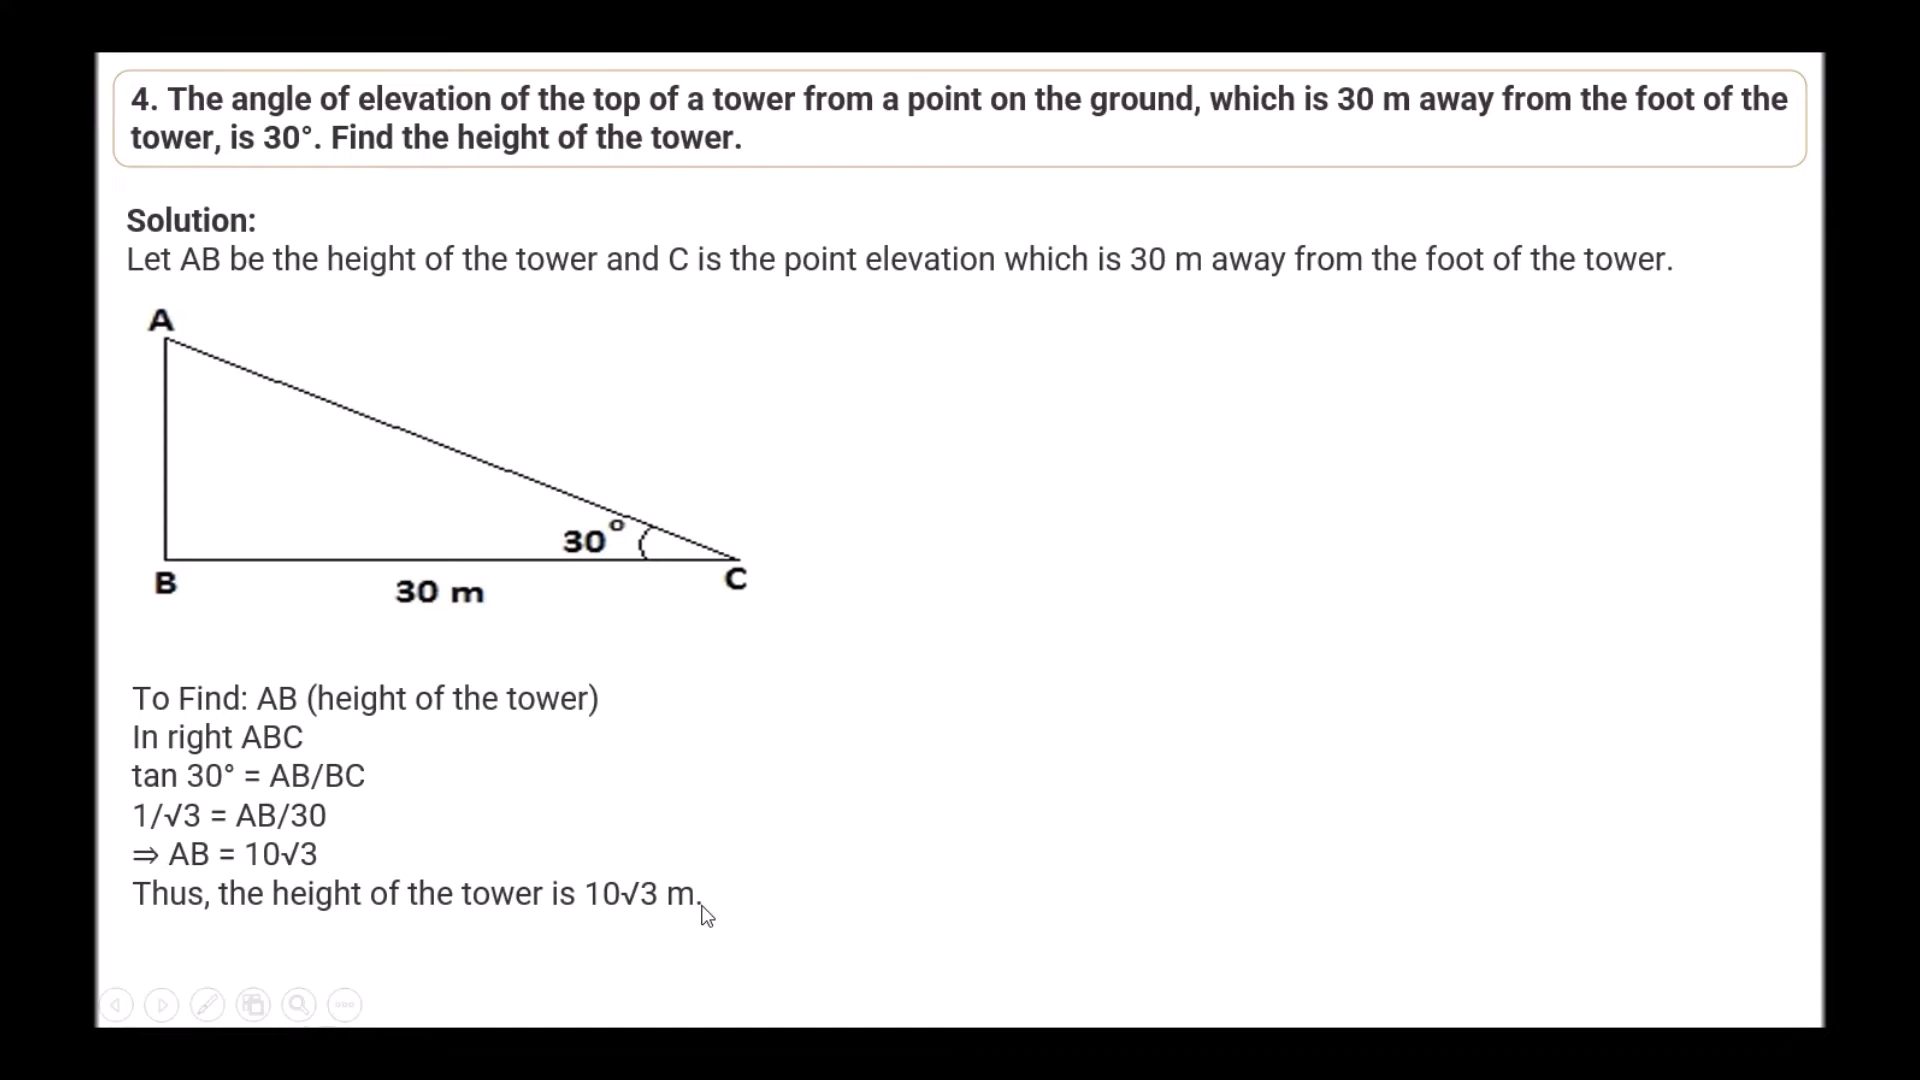 4. The angle of elevation of the top of a tower from a point on the ground, which is 30 m away from the foot of the
tower, is 30°. Find the height of the tower.
Solution:
Let AB be the height of the tower and C is the point elevation which is 30 m away from the foot of the tower.
A
30°
B
C
30 m
To Find: AB (height of the tower)
In right ABC
tan 30° = AB/BC
1/√3 = AB/30
⇒ AB = 10√3
Thus, the height of the tower is 10√3 m.